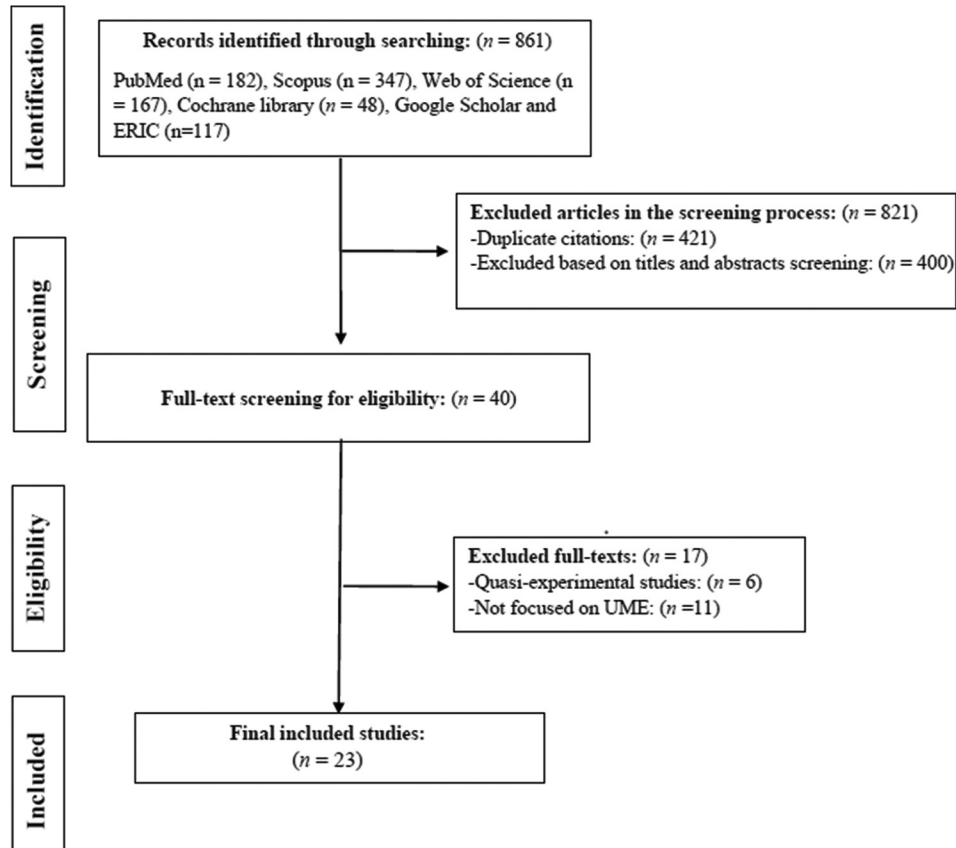 Identification
Records identified through searching: (n = 861)
PubMed (n = 182), Scopus (n = 347), Web of Science (n
= 167), Cochrane library (n = 48), Google Scholar and
ERIC (n=117)
Excluded articles in the screening process: (n = 821)
-Duplicate citations: (n = 421)
-Excluded based on titles and abstracts screening: (n = 400)
Screening
Full-text screening for eligibility: (n = 40)
Eligibility
Excluded full-texts: (n = 17)
-Quasi-experimental studies: (n = 6)
-Not focused on UME: (n =11)
Included
Final included studies:
(n = 23)